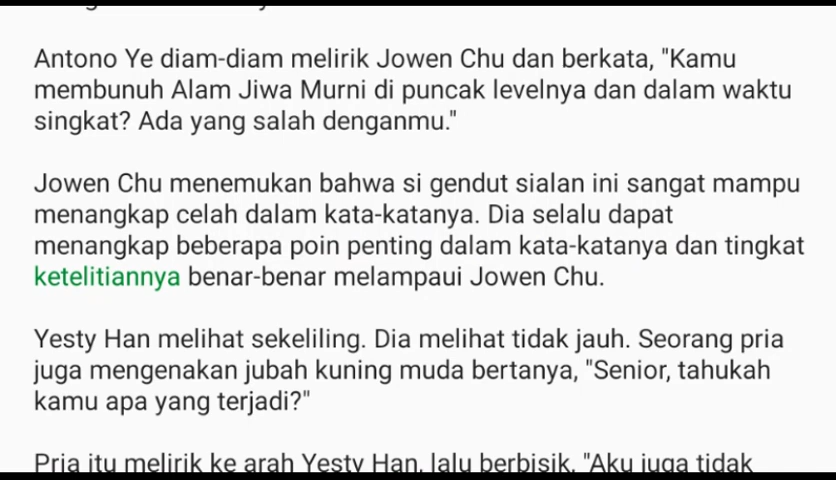 Antono Ye diam-diam melirik Jowen Chu dan berkata, "Kamu
membunuh Alam Jiwa Murni di puncak levelnya dan dalam waktu
singkat? Ada yang salah denganmu."
Jowen Chu menemukan bahwa si gendut sialan ini sangat mampu
menangkap celah dalam kata-katanya. Dia selalu dapat
menangkap beberapa poin penting dalam kata-katanya dan tingkat
ketelitiannya benar-benar melampaui Jowen Chu.
Yesty Han melihat sekeliling. Dia melihat tidak jauh. Seorang pria
juga mengenakan jubah kuning muda bertanya, "Senior, tahukah
kamu apa yang terjadi?"
Pria itu melirik ke arah Yesty Han, lalu berbisik, "Aku juga tidak